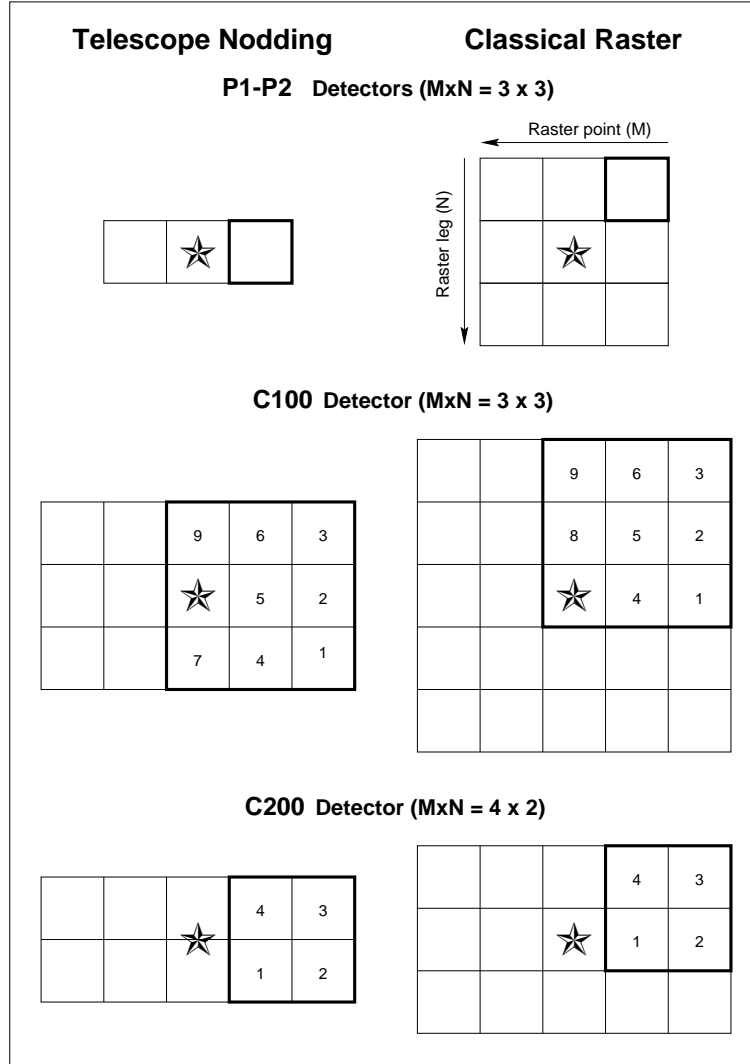 Telescope Nodding Classical Raster
P1-P2 Detectors (MxN = 3 x 3)
Raster point (M)
Raster leg (N)
C100 Detector (MxN = 3 x 3)
9 6 3
5 2
7 4 1
9 6 3
8 5 2
4 1
C200 Detector (MxN = 4 x 2)
4 3
1 2
4 3
1 2